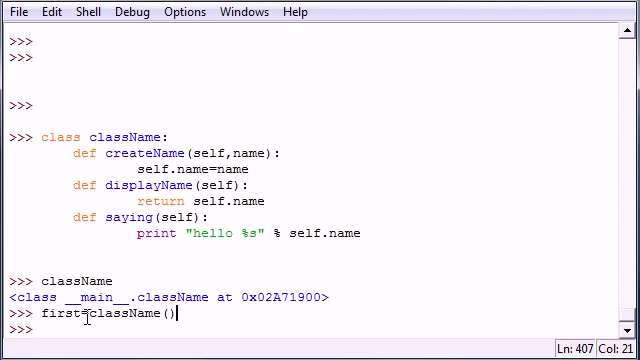 File Edit Shell Debug Options Windows Help
>>>
>>>
>>>
>>> class className:
def createName(self,name):
self.name=name
def displayName(self):
return self.name
def saying(self):
print "hello %s" % self.name
>>> className
<class __main__.className at 0x02A71900>
>>> first=className()
>>>
Ln: 407 Col: 21